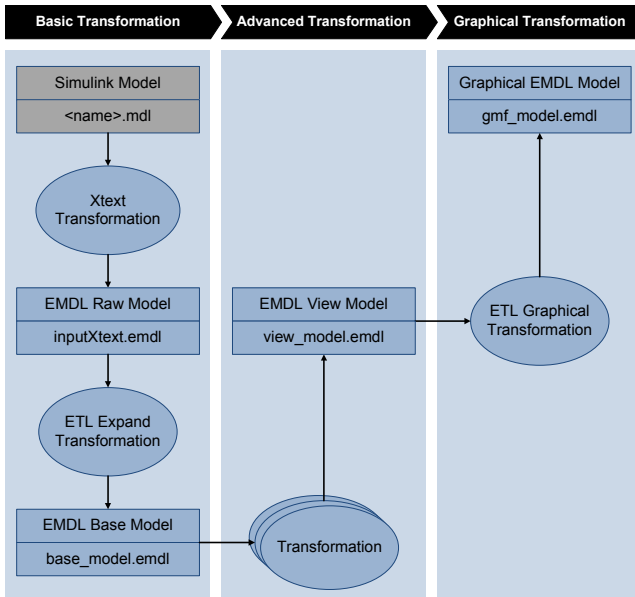 Basic Transformation
Advanced Transformation
Graphical Transformation
Simulink Model
<name>.mdl
Xtext
Transformation
EMDL Raw Model
inputXtext.emdl
ETL Expand
Transformation
EMDL Base Model
base_model.emdl
EMDL View Model
view_model.emdl
Transformation
Graphical EMDL Model
gmf_model.emdl
ETL Graphical
Transformation